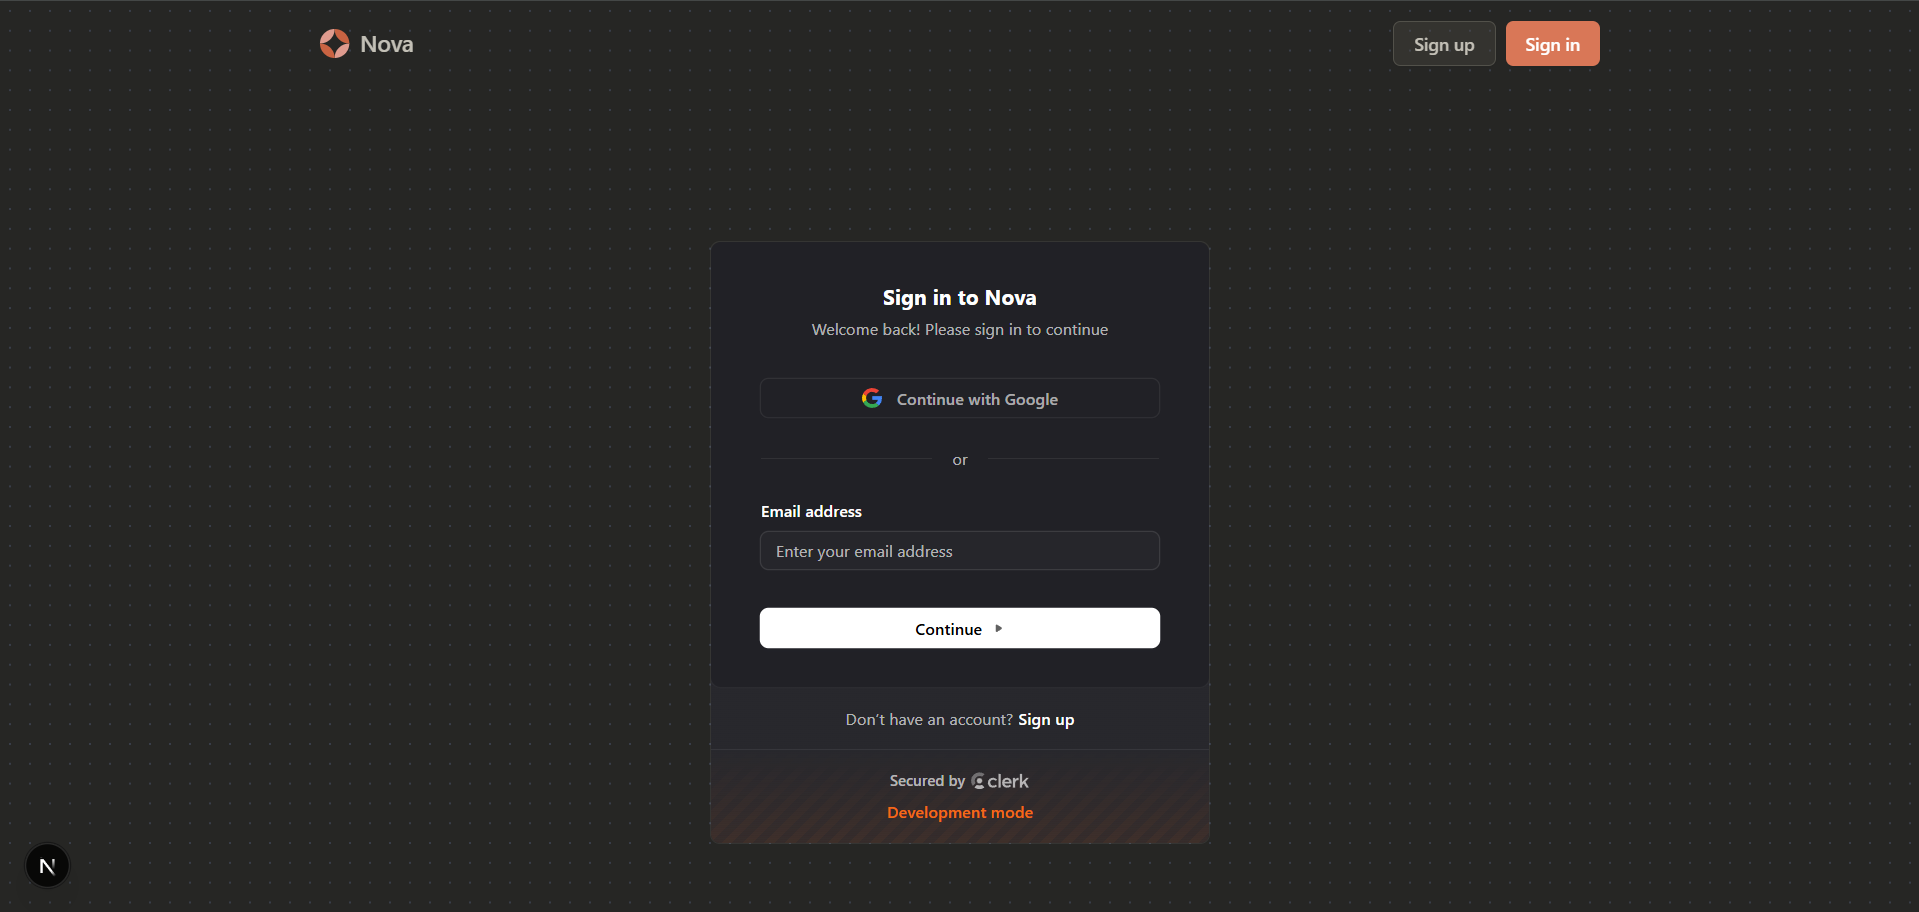 Nova
Sign up
Sign in
Sign in to Nova
Welcome back! Please sign in to continue
Continue with Google
or
Email address
Enter your email address
Continue
Don’t have an account? Sign up
Secured by clerk
Development mode
N